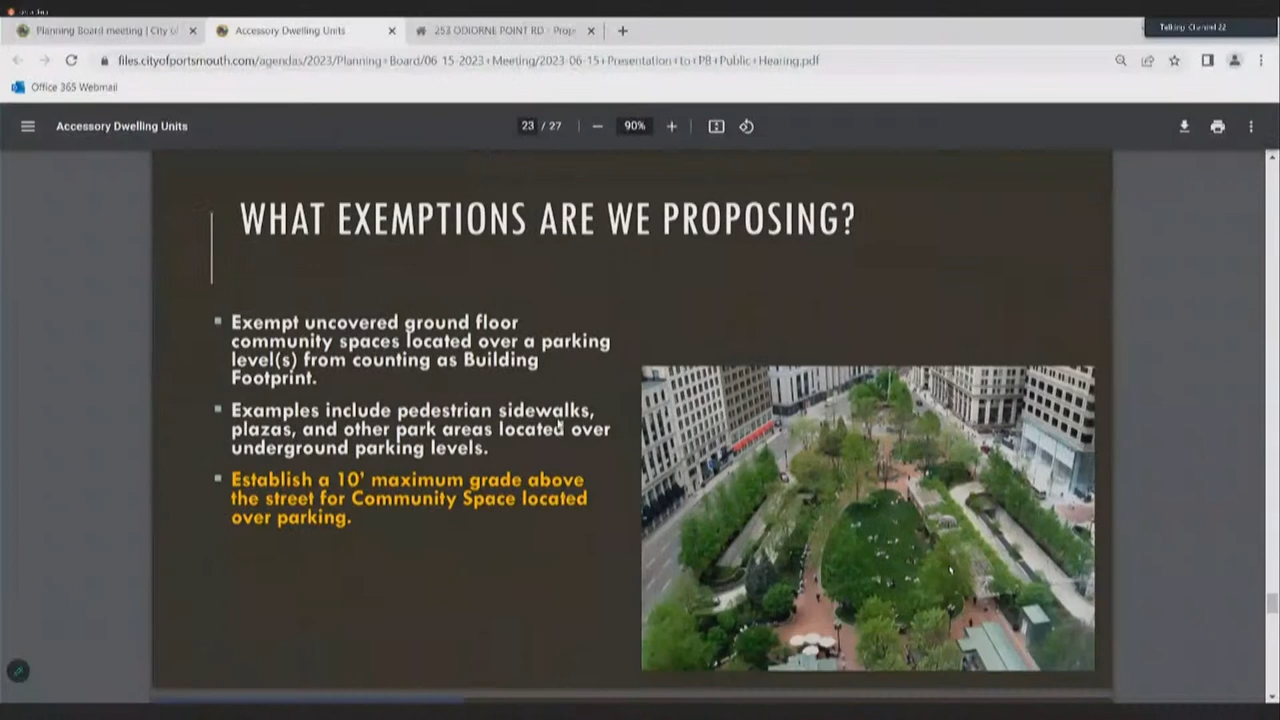 Planning Board meeting | City of
Accessory Dwelling Units
253 ODIORNE POINT RD - Prop
Talking: Channel 22
files.cityofportsmouth.com/agendas/2023/Planning+Board/06-15-2023+Meeting/2023-06-15+Presentation+to+PB+Public+Hearing.pdf
Office 365 Webmail
Accessory Dwelling Units
23 / 27
90%
WHAT EXEMPTIONS ARE WE PROPOSING?
Exempt uncovered ground floor
community spaces located over a parking
level(s) from counting as Building
Footprint.
Examples include pedestrian sidewalks,
plazas, and other park areas located over
underground parking levels.
Establish a 10' maximum grade above
the street for Community Space located
over parking.